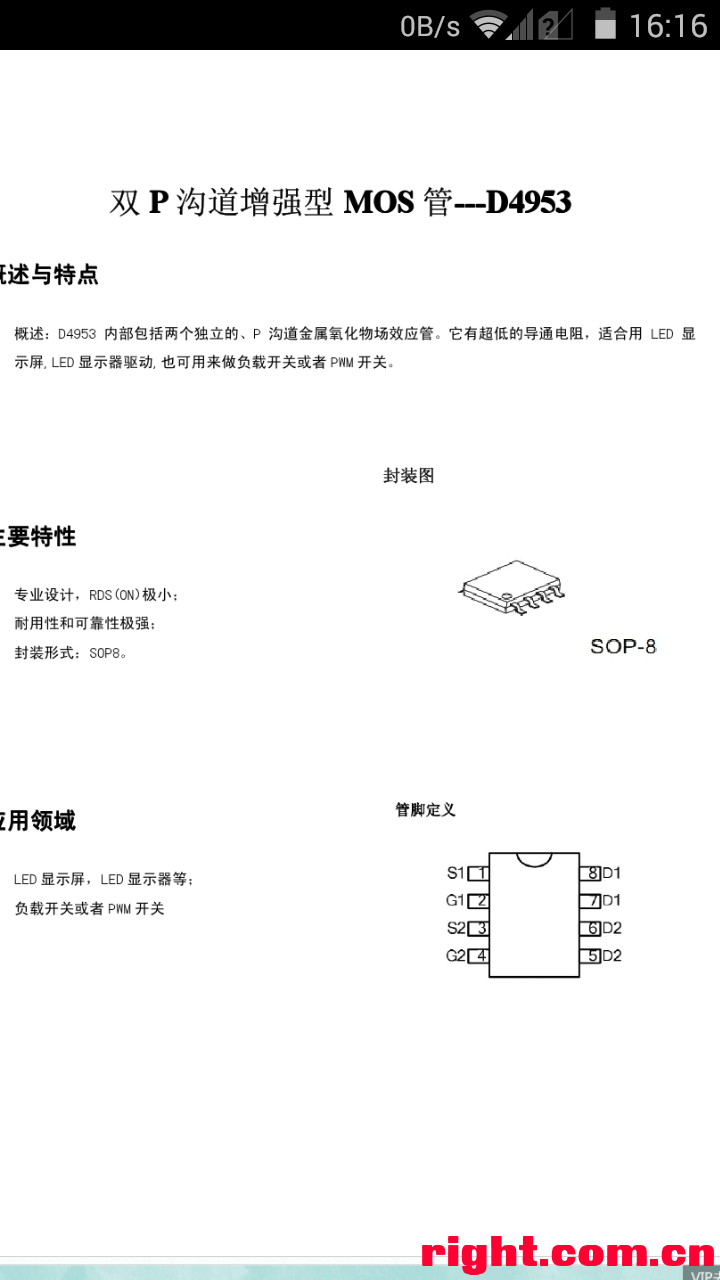 0B/s 16:16
双 P 沟道增强型 MOS 管---D4953
概述与特点
概述：D4953 内部包括两个独立的、P 沟道金属氧化物场效应管。它有超低的导通电阻，适合用 LED 显
示屏, LED 显示器驱动, 也可用来做负载开关或者 PWM 开关。
封装图
主要特性
专业设计，RDS(ON)极小；
耐用性和可靠性极强；
封装形式：SOP8。
SOP-8
应用领域
管脚定义
LED 显示屏，LED 显示器等；
负载开关或者 PWM 开关
S1 1 8 D1
G1 2 7 D1
S2 3 6 D2
G2 4 5 D2
right.com.cn
VIP